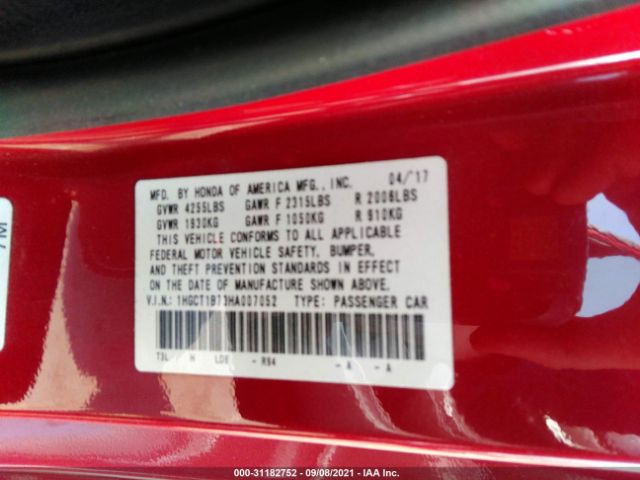 MFD. BY HONDA OF AMERICA MFG., INC. 04/'17
GVWR 4255LBS GAWR F 2315LBS R 2006LBS
GVWR 1930KG GAWR F 1050KG R 910KG
THIS VEHICLE CONFORMS TO ALL APPLICABLE
FEDERAL MOTOR VEHICLE SAFETY, BUMPER,
AND THEFT PREVENTION STANDARDS IN EFFECT
ON THE DATE OF MANUFACTURE SHOWN ABOVE.
V.I.N.: 1HGCT1B73HA007052 TYPE: PASSENGER CAR
T3L H LDE - R94 - A - A
7M
000-31182752 - 09/08/2021 - IAA Inc.